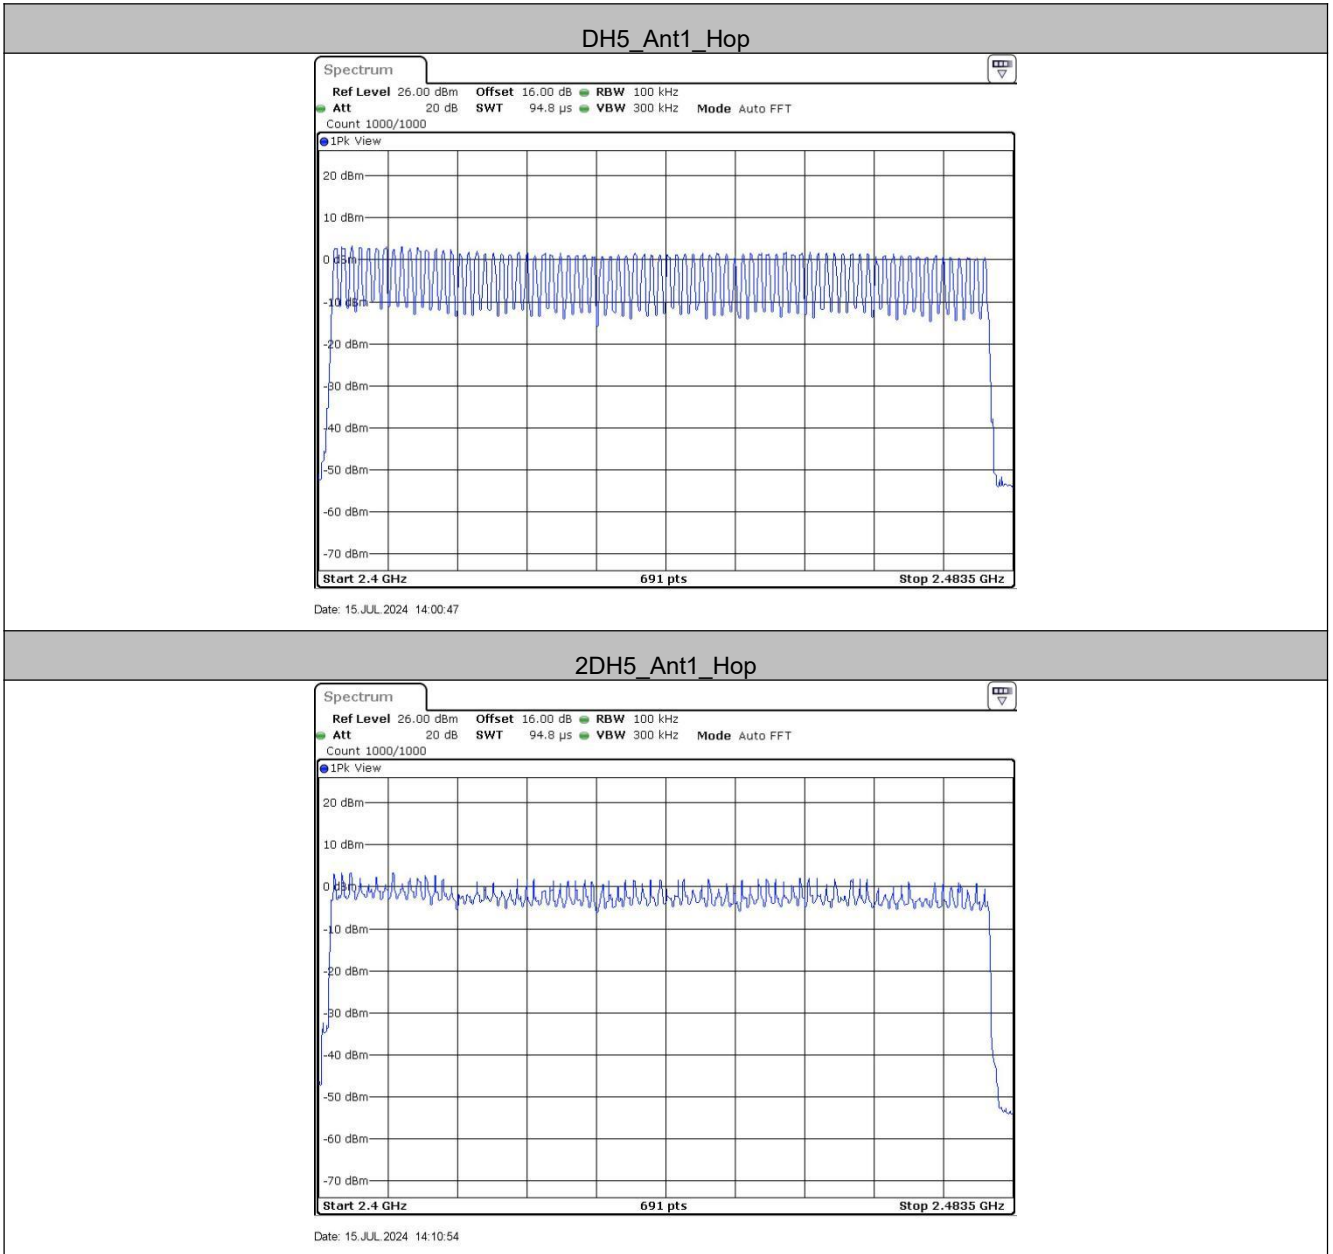 DH5_Ant1_Hop
Spectrum
Ref Level 26.00 dBm Offset 16.00 dB RBW 100 kHz
Att 20 dB SWT 94.8 µs VBW 300 kHz Mode Auto FFT
Count 1000/1000
1Pk View
20 dBm
10 dBm
0 dBm
-10 dBm
-20 dBm
-30 dBm
-40 dBm
-50 dBm
-60 dBm
-70 dBm
Start 2.4 GHz 691 pts Stop 2.4835 GHz
Date: 15.JUL.2024 14:00:47
2DH5_Ant1_Hop
Spectrum
Ref Level 26.00 dBm Offset 16.00 dB RBW 100 kHz
Att 20 dB SWT 94.8 µs VBW 300 kHz Mode Auto FFT
Count 1000/1000
1Pk View
20 dBm
10 dBm
0 dBm
-10 dBm
-20 dBm
-30 dBm
-40 dBm
-50 dBm
-60 dBm
-70 dBm
Start 2.4 GHz 691 pts Stop 2.4835 GHz
Date: 15.JUL.2024 14:10:54